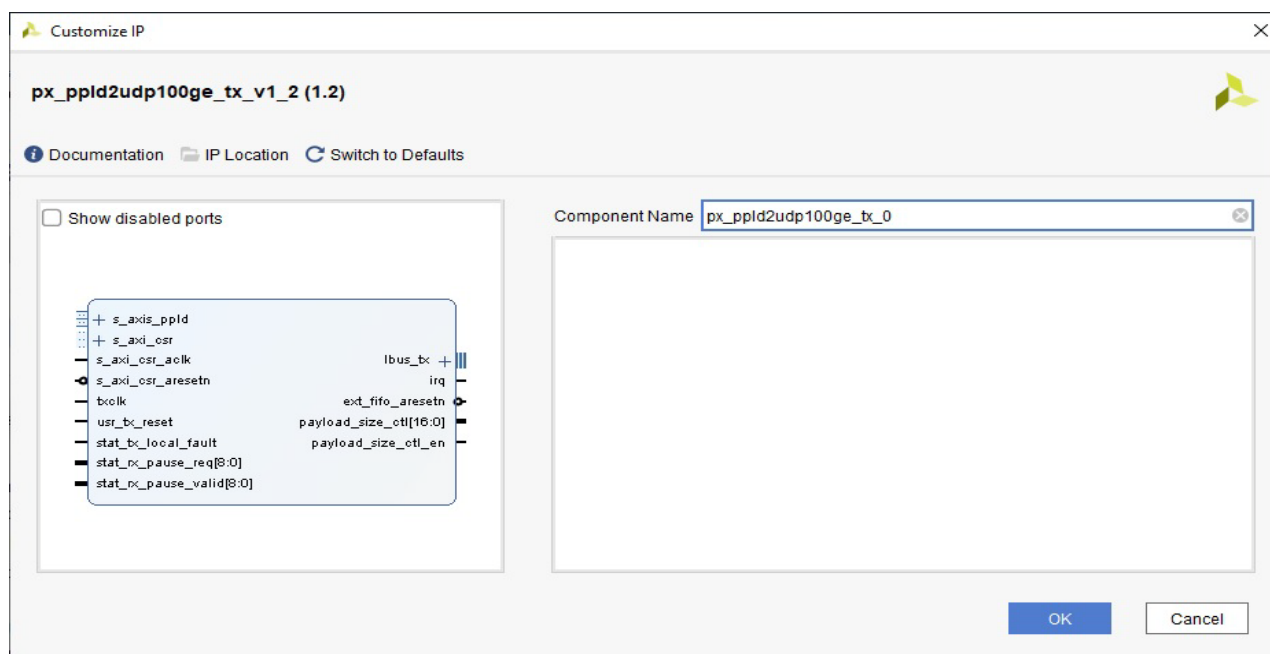 Customize IP
px_ppld2udp100ge_tx_v1_2 (1.2)
Documentation IP Location Switch to Defaults
Show disabled ports
Component Name px_ppld2udp100ge_tx_0
+ s_axis_ppld
+ s_axi_csr
s_axi_csr_aclk
s_axi_csr_aresetn
txclk
usr_tx_reset
stat_tx_local_fault
stat_rx_pause_req[8:0]
stat_rx_pause_valid[8:0]
lbus_tx +
irq
ext_fifo_aresetn
payload_size_ctl[16:0]
payload_size_ctl_en
OK Cancel